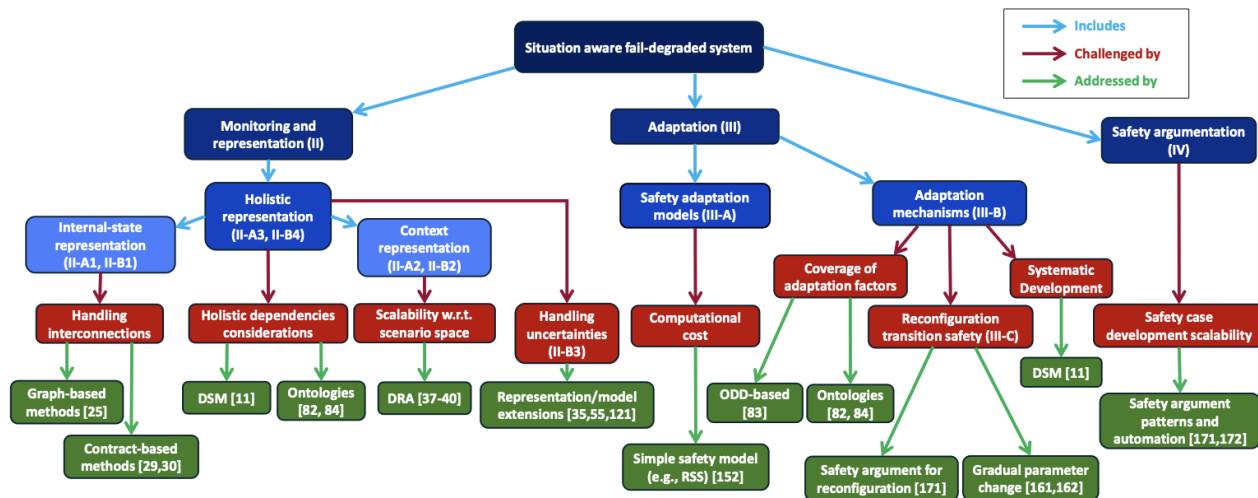 Situation aware fail-degraded system
Includes
Challenged by
Addressed by
Monitoring and
representation (II)
Adaptation (III)
Safety argumentation
(IV)
Holistic
representation
(II-A3, II-B4)
Safety adaptation
models (III-A)
Adaptation
mechanisms (III-B)
Internal-state
representation
(II-A1, II-B1)
Context
representation
(II-A2, II-B2)
Coverage of
adaptation factors
Systematic
Development
Handling
interconnections
Holistic dependencies
considerations
Scalability w.r.t.
scenario space
Handling
uncertainties
(II-B3)
Computational
cost
Reconfiguration
transition safety (III-C)
Safety case
development scalability
Graph-based
methods [25]
DSM [11]
Ontologies
[82, 84]
DRA [37-40]
Representation/model
extensions [35,55,121]
ODD-based
[83]
Ontologies
[82, 84]
DSM [11]
Safety argument
patterns and
automation [171,172]
Contract-based
methods [29,30]
Simple safety model
(e.g., RSS) [152]
Safety argument for
reconfiguration [171]
Gradual parameter
change [161,162]